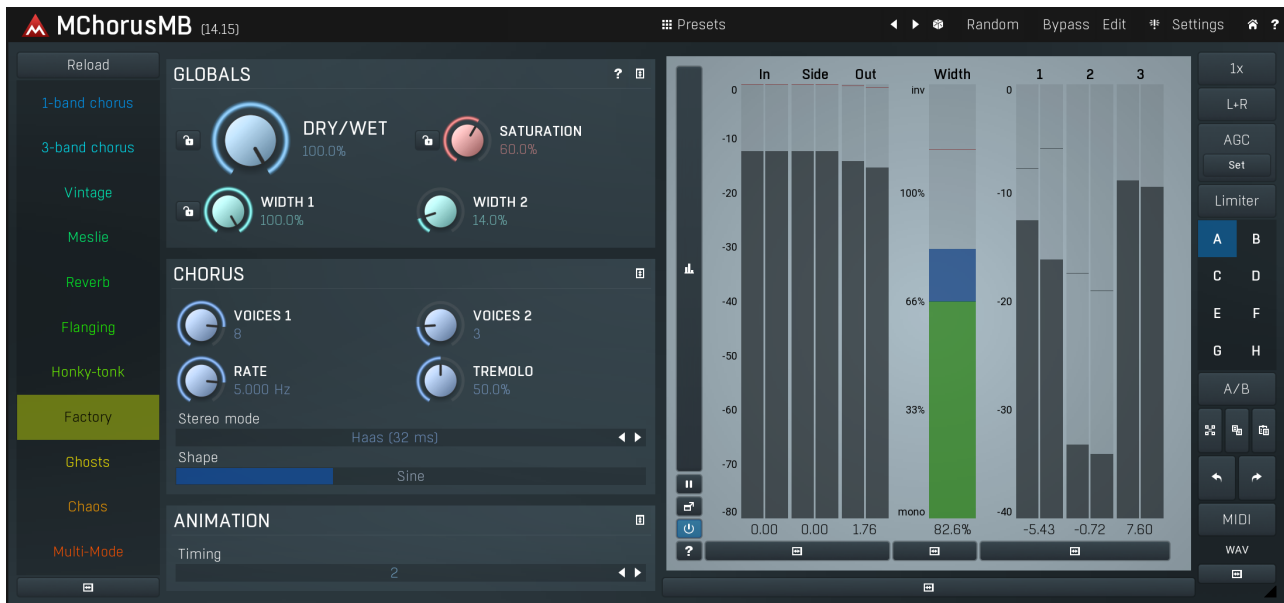 MChorusMB (14.15)
Presets
Random
Bypass
Edit
Settings
?
Reload
1-band chorus
3-band chorus
Vintage
Meslie
Reverb
Flanging
Honky-tonk
Factory
Ghosts
Chaos
Multi-Mode
GLOBALS
?
DRY/WET
100.0%
SATURATION
60.0%
WIDTH 1
100.0%
WIDTH 2
14.0%
CHORUS
VOICES 1
8
VOICES 2
3
RATE
5.000 Hz
TREMOLO
50.0%
Stereo mode
Haas (32 ms)
Shape
Sine
ANIMATION
Timing
2
?
In Side Out
0
-10
-20
-30
-40
-50
-60
-70
-80
0.00 0.00 1.76
Width
inv
100%
66%
33%
mono
82.6%
1 2 3
0
-10
-20
-30
-40
-5.43 -0.72 7.60
1x
L+R
AGC
Set
Limiter
A B
C D
E F
G H
A/B
MIDI
WAV